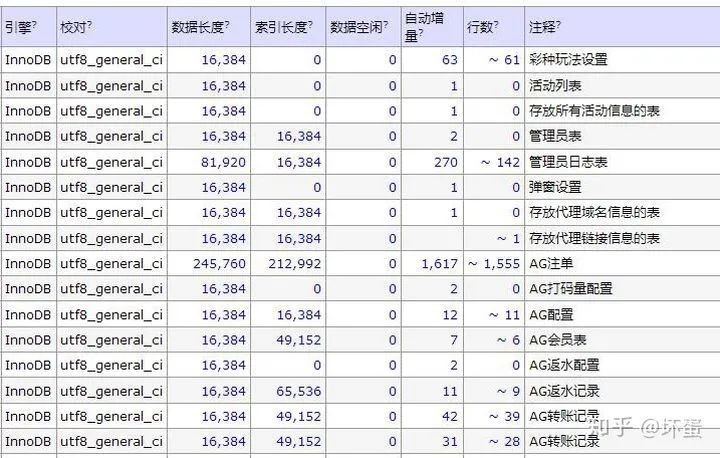 引擎? 校对? 数据长度? 索引长度? 数据空闲? 自动增量? 行数? 注释?
InnoDB utf8_general_ci 16,384 0 0 63 ~ 61 彩种玩法设置
InnoDB utf8_general_ci 16,384 0 0 1 0 活动列表
InnoDB utf8_general_ci 16,384 0 0 1 0 存放所有活动信息的表
InnoDB utf8_general_ci 16,384 16,384 0 2 0 管理员表
InnoDB utf8_general_ci 81,920 16,384 0 270 ~ 142 管理员日志表
InnoDB utf8_general_ci 16,384 0 0 1 0 弹窗设置
InnoDB utf8_general_ci 16,384 16,384 0 1 0 存放代理域名信息的表
InnoDB utf8_general_ci 16,384 16,384 0 ~ 1 存放代理链接信息的表
InnoDB utf8_general_ci 245,760 212,992 0 1,617 ~ 1,555 AG注单
InnoDB utf8_general_ci 16,384 0 0 2 0 AG打码量配置
InnoDB utf8_general_ci 16,384 16,384 0 12 ~ 11 AG配置
InnoDB utf8_general_ci 16,384 49,152 0 7 ~ 6 AG会员表
InnoDB utf8_general_ci 16,384 0 0 2 0 AG返水配置
InnoDB utf8_general_ci 16,384 65,536 0 11 ~ 9 AG返水记录
InnoDB utf8_general_ci 16,384 49,152 0 42 ~ 39 AG转账记录
InnoDB utf8_general_ci 16,384 49,152 0 31 ~ 28 AG转账记录
知乎 @坏蛋